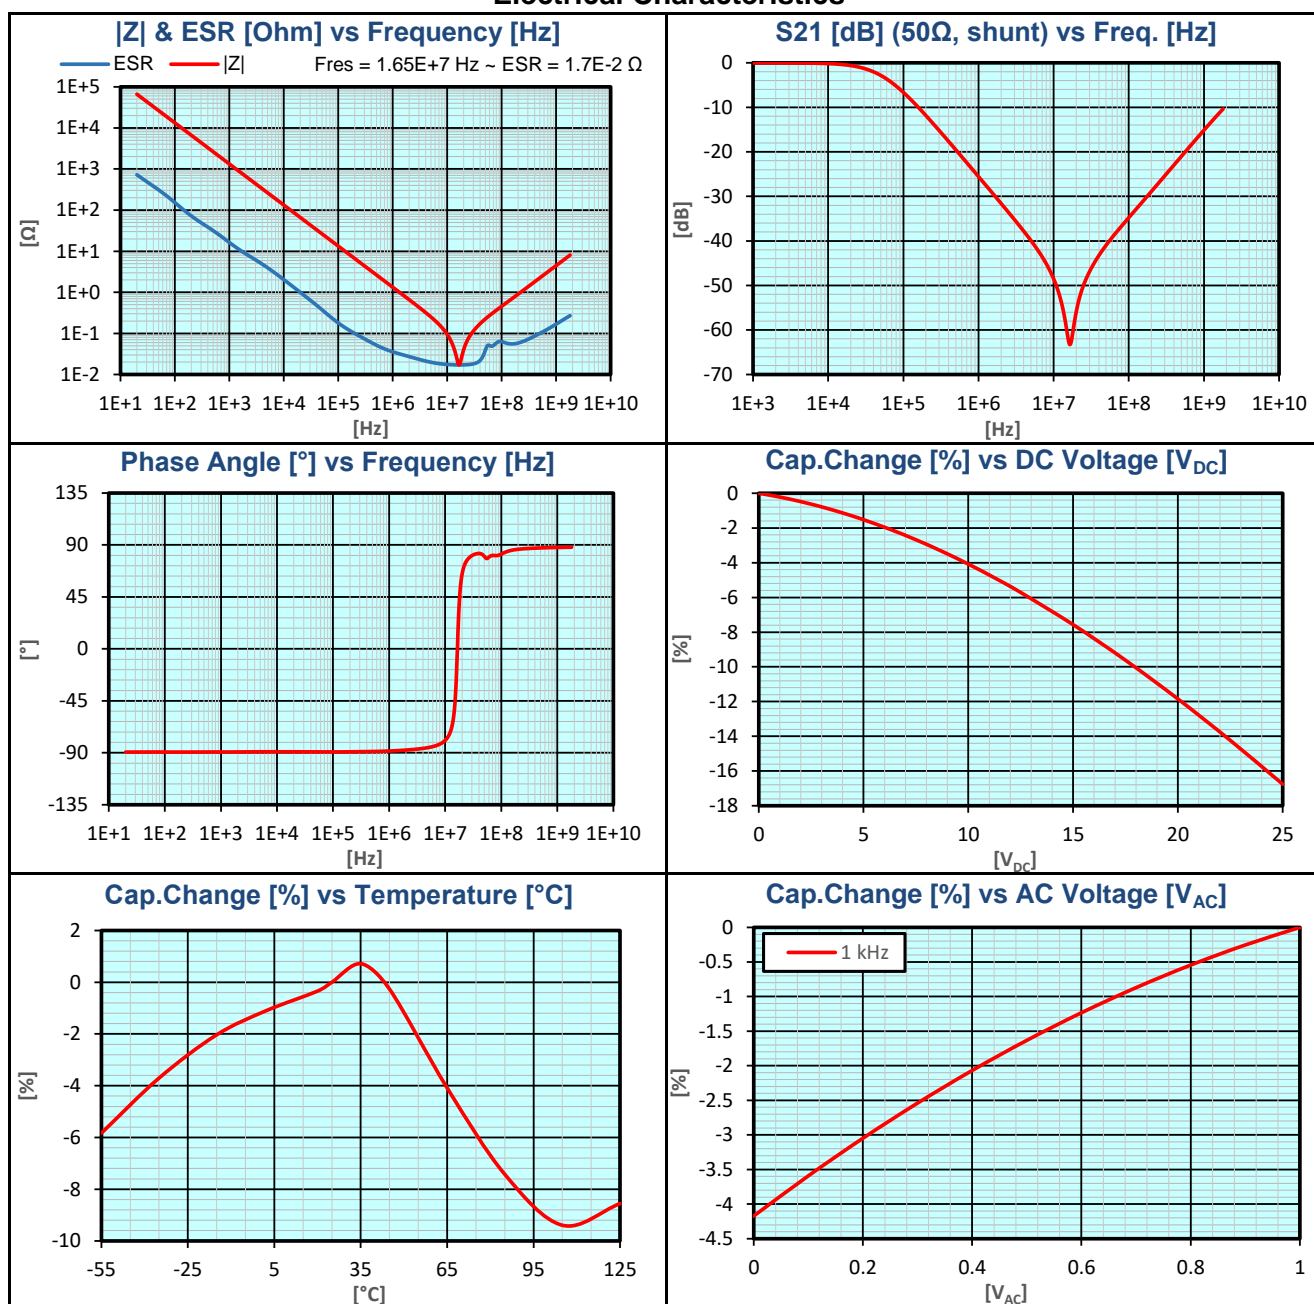 Electrical Characteristics
|Z| & ESR [Ohm] vs Frequency [Hz]
ESR |Z| Fres = 1.65E+7 Hz ~ ESR = 1.7E-2 Ω
1E+5
1E+4
1E+3
1E+2
1E+1
1E+0
1E-1
1E-2
[Ω]
1E+1 1E+2 1E+3 1E+4 1E+5 1E+6 1E+7 1E+8 1E+9 1E+10
[Hz]
S21 [dB] (50Ω, shunt) vs Freq. [Hz]
0
-10
-20
-30
-40
-50
-60
-70
[dB]
1E+3 1E+4 1E+5 1E+6 1E+7 1E+8 1E+9 1E+10
[Hz]
Phase Angle [°] vs Frequency [Hz]
135
90
45
0
-45
-90
-135
[°]
1E+1 1E+2 1E+3 1E+4 1E+5 1E+6 1E+7 1E+8 1E+9 1E+10
[Hz]
Cap.Change [%] vs DC Voltage [VDC]
0
-2
-4
-6
-8
-10
-12
-14
-16
-18
[%]
0 5 10 15 20 25
[VDC]
Cap.Change [%] vs Temperature [°C]
2
0
-2
-4
-6
-8
-10
[%]
-55 -25 5 35 65 95 125
[°C]
Cap.Change [%] vs AC Voltage [VAC]
1 kHz
0
-0.5
-1
-1.5
-2
-2.5
-3
-3.5
-4
-4.5
[%]
0 0.2 0.4 0.6 0.8 1
[VAC]